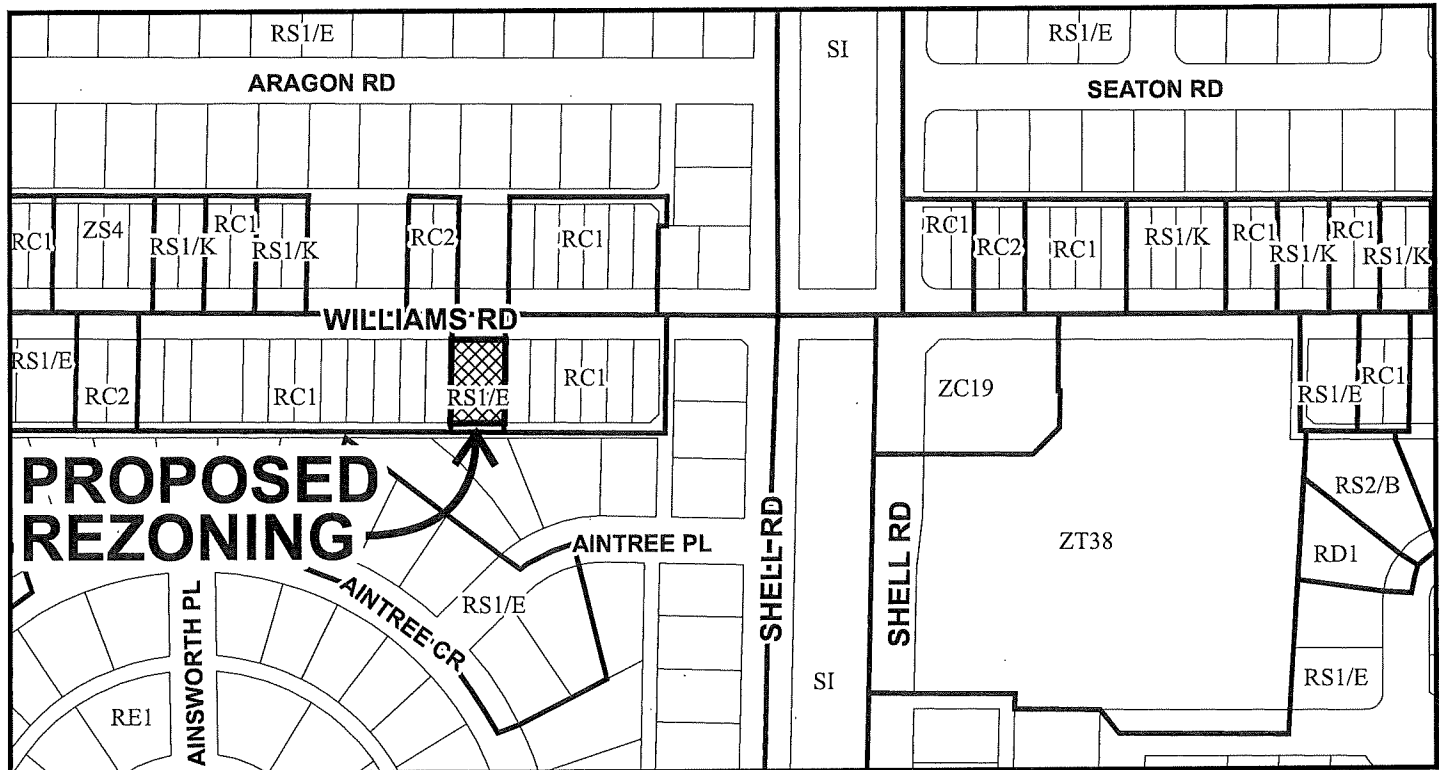 RS1/E
SI
RS1/E
ARAGON RD
SEATON RD
RC1
ZS4
RS1/K
RC1
RS1/K
RC2
RC1
RC1
RC2
RC1
RS1/K
RC1
RS1/K
RC1
RS1/K
WILLIAMS RD
RS1/E
RC2
RC1
RS1/E
RC1
ZC19
RS1/E
RC1
PROPOSED
REZONING
AINTREE PL
SHELL RD
SHELL RD
ZT38
RS2/B
RD1
RS1/E
AINTREE CR
AINSWORTH PL
RE1
SI
RS1/E